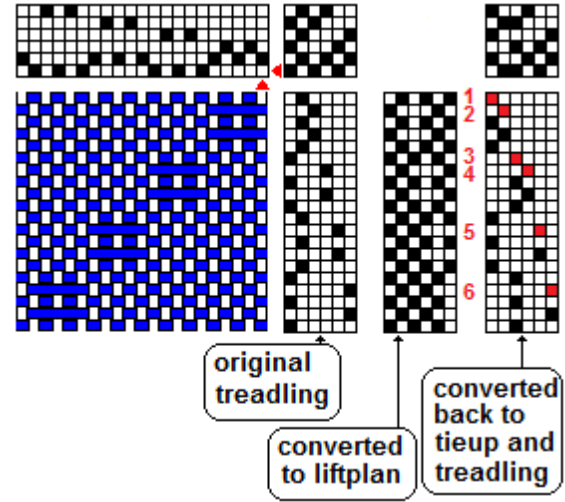 1
2
3
4
5
6
original
treadling
converted
to liftplan
converted
back to
tieup and
treadling